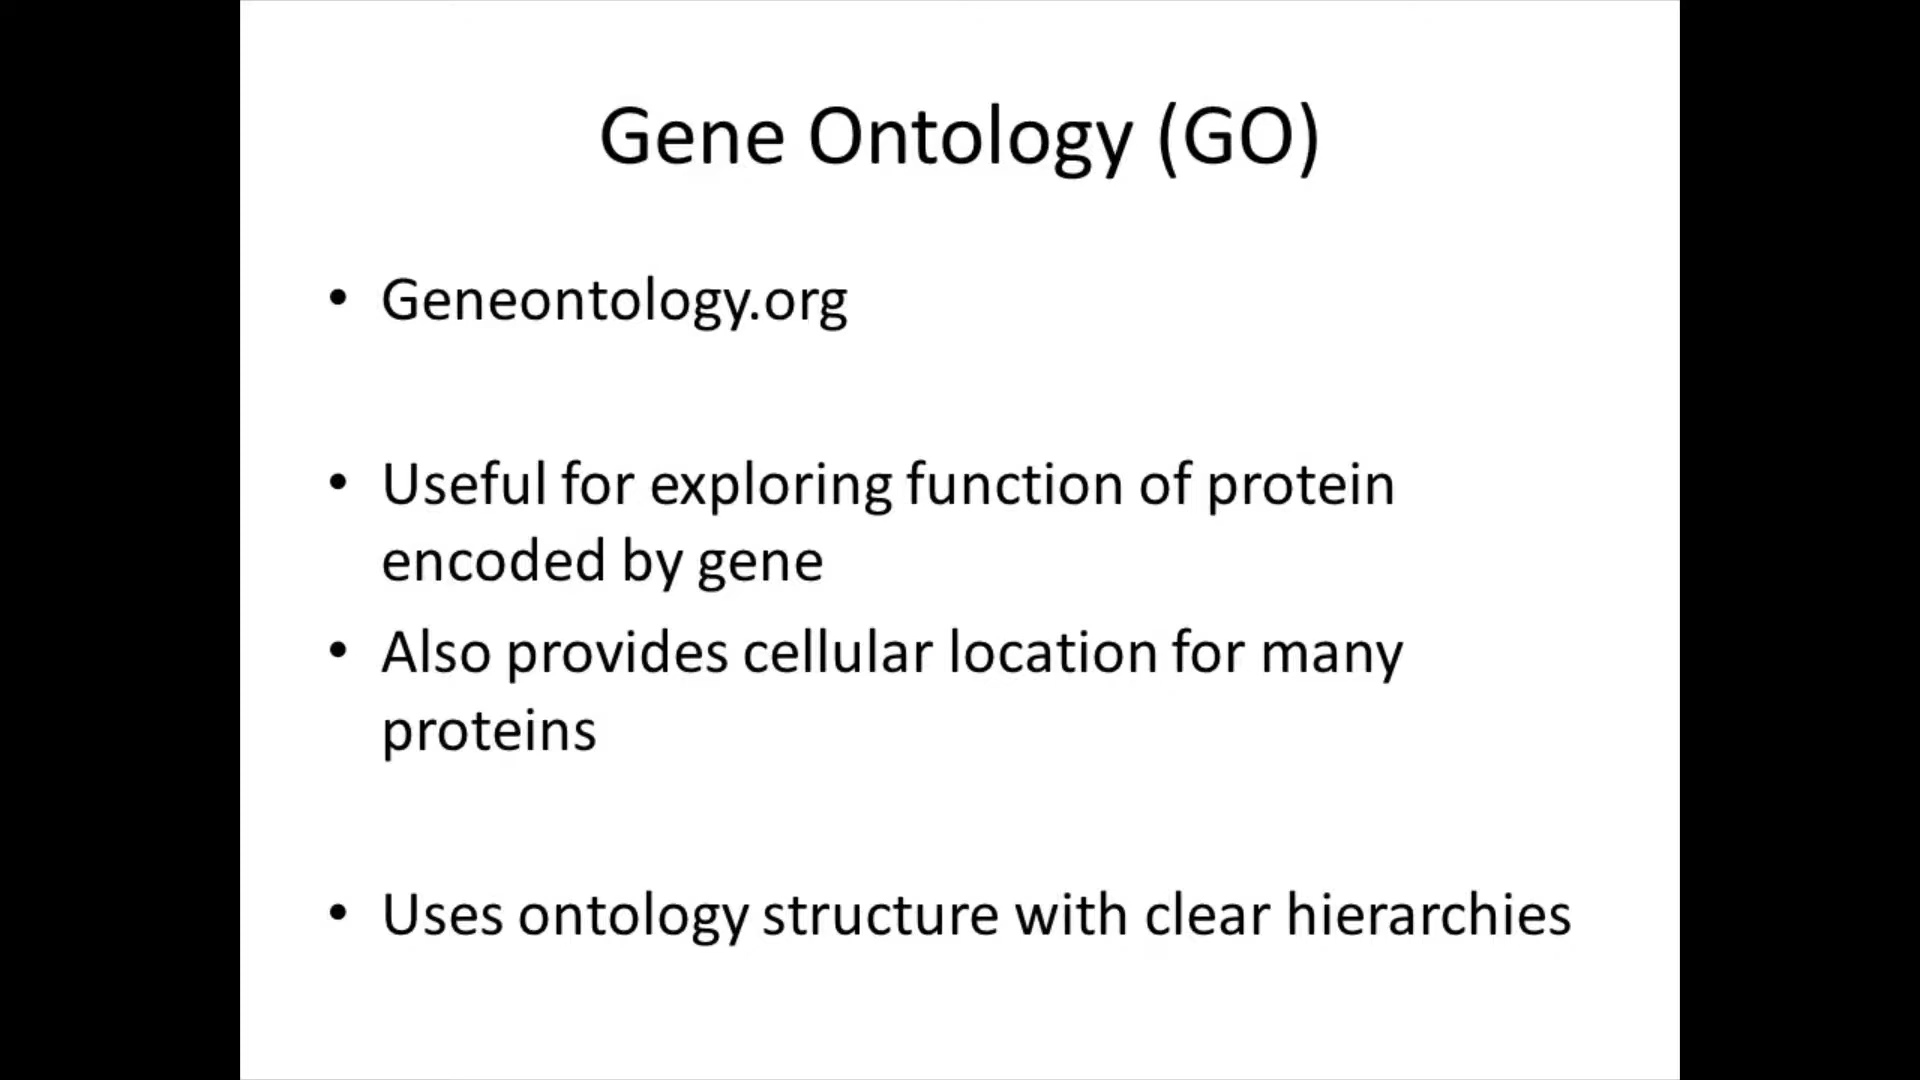 Gene Ontology (GO)
• Geneontology.org
• Useful for exploring function of protein
encoded by gene
• Also provides cellular location for many
proteins
• Uses ontology structure with clear hierarchies